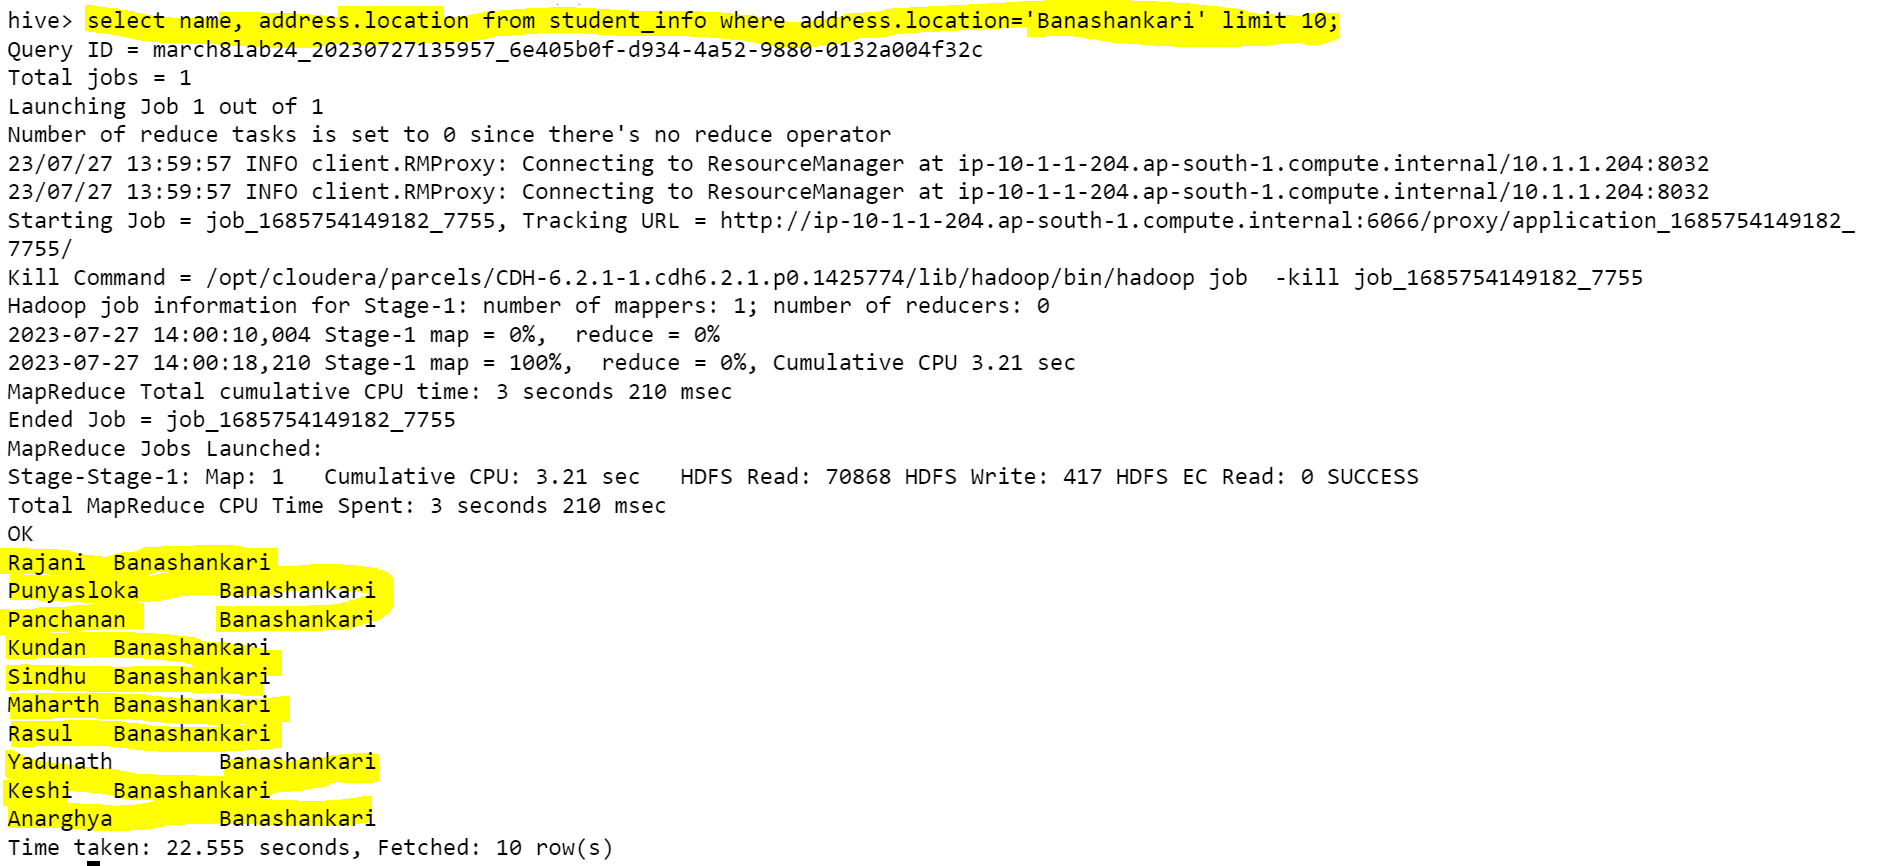 hive> select name, address.location from student_info where address.location='Banashankari' limit 10;
Query ID = march8lab24_20230727135957_6e405b0f-d934-4a52-9880-0132a004f32c
Total jobs = 1
Launching Job 1 out of 1
Number of reduce tasks is set to 0 since there's no reduce operator
23/07/27 13:59:57 INFO client.RMProxy: Connecting to ResourceManager at ip-10-1-1-204.ap-south-1.compute.internal/10.1.1.204:8032
23/07/27 13:59:57 INFO client.RMProxy: Connecting to ResourceManager at ip-10-1-1-204.ap-south-1.compute.internal/10.1.1.204:8032
Starting Job = job_1685754149182_7755, Tracking URL = http://ip-10-1-1-204.ap-south-1.compute.internal:6066/proxy/application_1685754149182_
7755/
Kill Command = /opt/cloudera/parcels/CDH-6.2.1-1.cdh6.2.1.p0.1425774/lib/hadoop/bin/hadoop job  -kill job_1685754149182_7755
Hadoop job information for Stage-1: number of mappers: 1; number of reducers: 0
2023-07-27 14:00:10,004 Stage-1 map = 0%,  reduce = 0%
2023-07-27 14:00:18,210 Stage-1 map = 100%,  reduce = 0%, Cumulative CPU 3.21 sec
MapReduce Total cumulative CPU time: 3 seconds 210 msec
Ended Job = job_1685754149182_7755
MapReduce Jobs Launched:
Stage-Stage-1: Map: 1   Cumulative CPU: 3.21 sec   HDFS Read: 70868 HDFS Write: 417 HDFS EC Read: 0 SUCCESS
Total MapReduce CPU Time Spent: 3 seconds 210 msec
OK
Rajani  Banashankari
Punyasloka      Banashankari
Panchanan       Banashankari
Kundan  Banashankari
Sindhu  Banashankari
Maharth Banashankari
Rasul   Banashankari
Yadunath        Banashankari
Keshi   Banashankari
Anarghya        Banashankari
Time taken: 22.555 seconds, Fetched: 10 row(s)